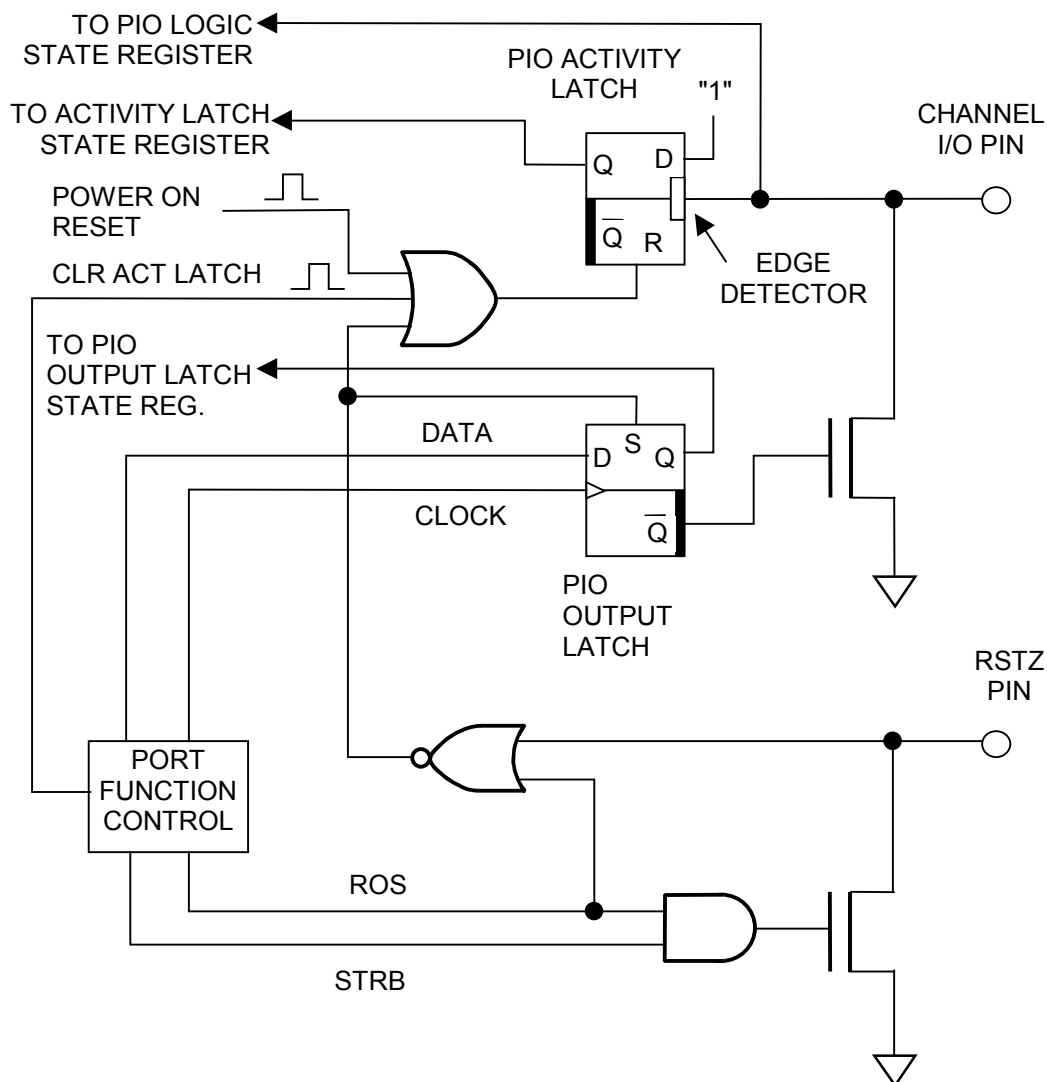 TO PIO LOGIC
STATE REGISTER
PIO ACTIVITY
LATCH
"1"
TO ACTIVITY LATCH
STATE REGISTER
CHANNEL
I/O PIN
Q
D
POWER ON
RESET
Q
R
CLR ACT LATCH
EDGE
DETECTOR
TO PIO
OUTPUT LATCH
STATE REG.
DATA
D
S
Q
CLOCK
Q
PIO
OUTPUT
LATCH
RSTZ
PIN
PORT
FUNCTION
CONTROL
ROS
STRB